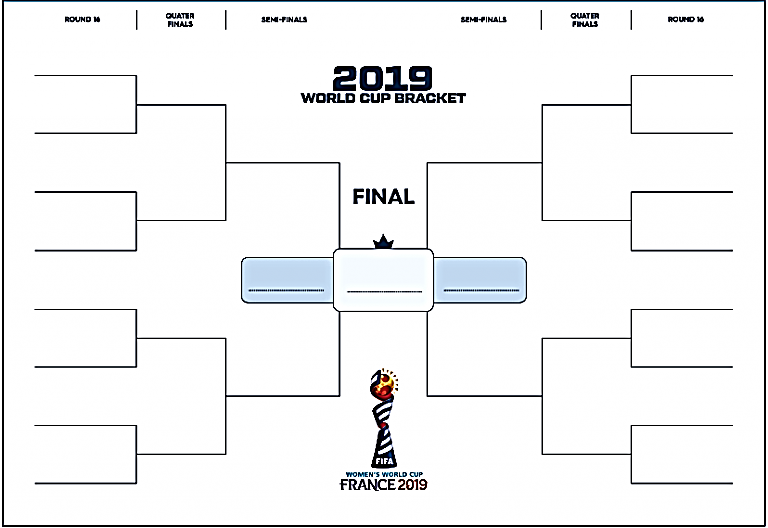 ROUND 16
QUATER
FINALS
SEMI-FINALS
SEMI-FINALS
QUATER
FINALS
ROUND 16
2019
WORLD CUP BRACKET
FINAL
FIFA
WOMEN'S WORLD CUP
FRANCE 2019